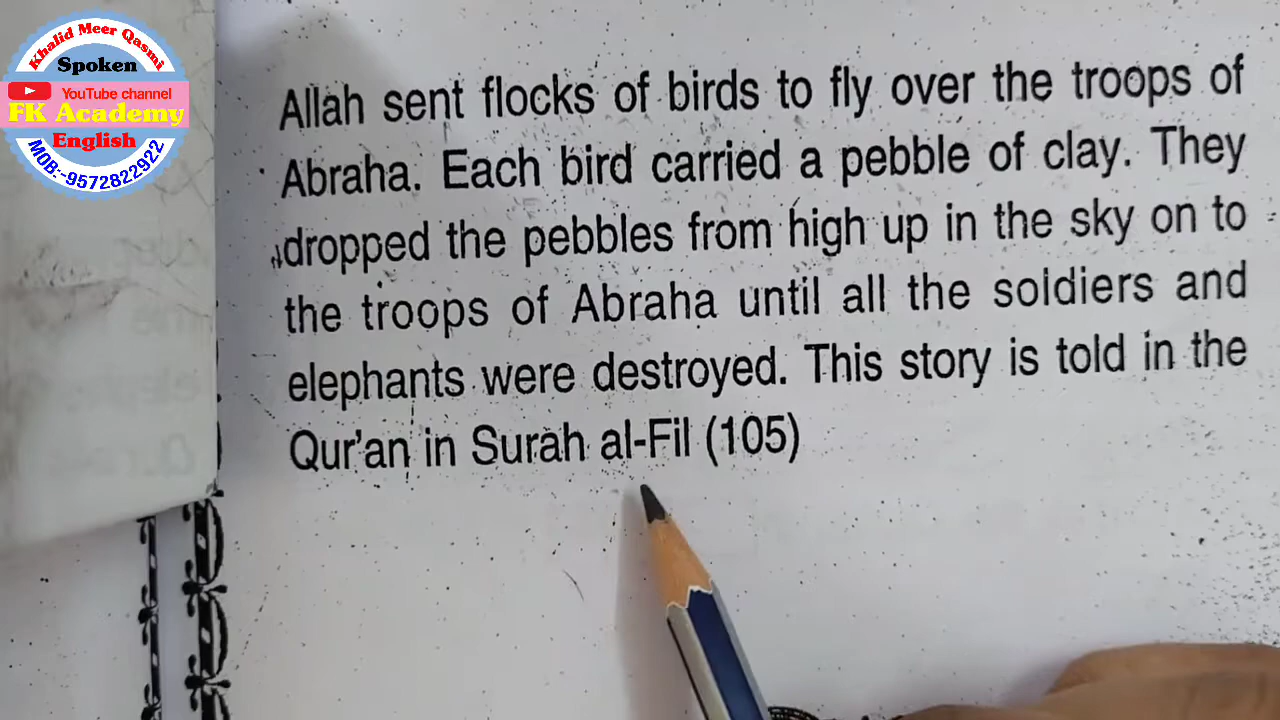 Khalid Meer Qasmi
Spoken
YouTube channel
FK Academy
English
MOB:-9572822922
Allah sent flocks of birds to fly over the troops of
Abraha. Each bird carried a pebble of clay. They
dropped the pebbles from high up in the sky on to
the troops of Abraha until all the soldiers and
elephants were destroyed. This story is told in the
Qur'an in Surah al-Fil (105)